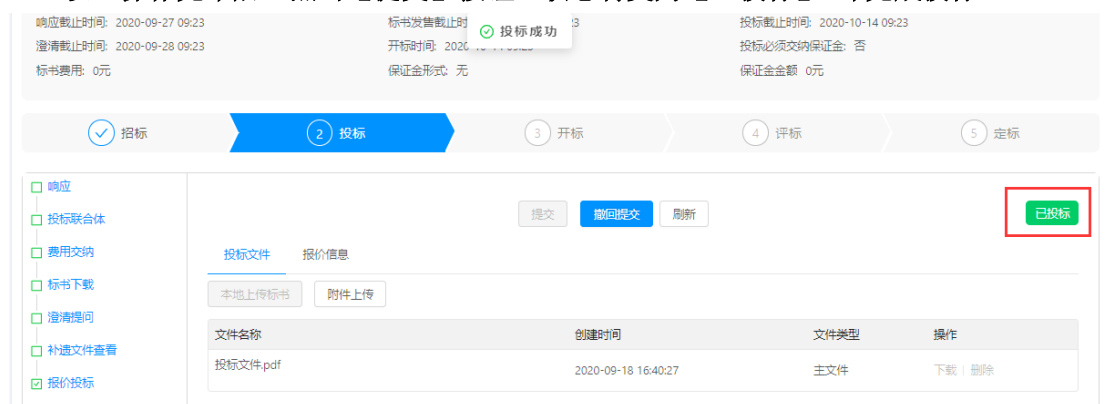 响应截止时间: 2020-09-27 09:23
标书发售截止时
投标截止时间: 2020-10-14 09:23
投标成功
澄清截止时间: 2020-09-28 09:23
开标时间: 2020-
投标必须交纳保证金: 否
标书费用: 0元
保证金形式: 无
保证金金额 0元
招标
2 投标
3 开标
4 评标
5 定标
响应
投标联合体
费用交纳
标书下载
澄清提问
补遗文件查看
报价投标
提交 撤回提交 刷新
已投标
投标文件 报价信息
本地上传标书 附件上传
文件名称 创建时间 文件类型 操作
投标文件.pdf 2020-09-18 16:40:27 主文件 下载 | 删除